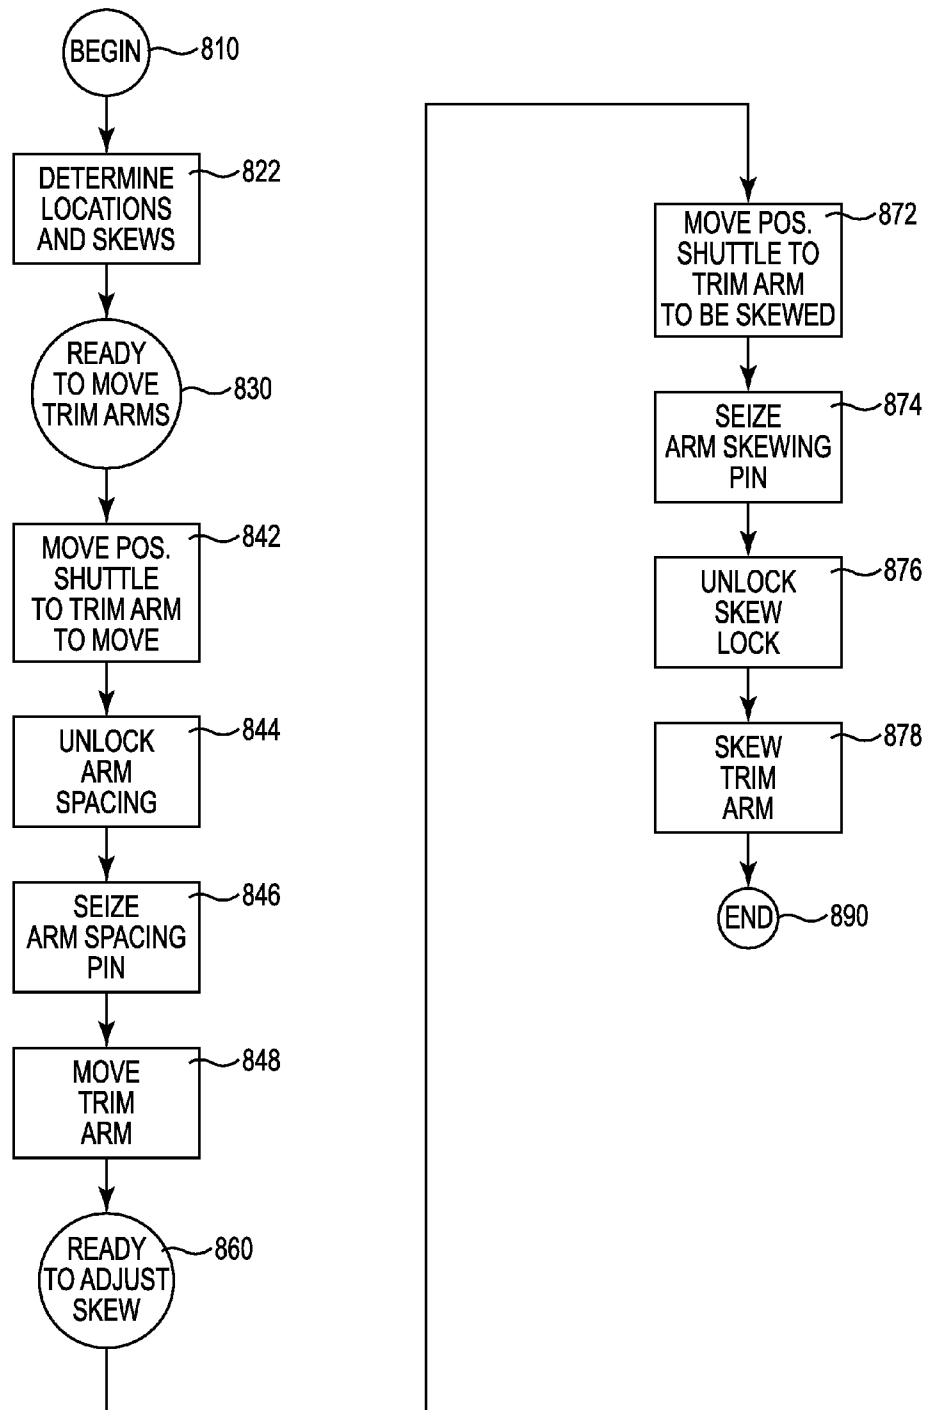 BEGIN
810
DETERMINE
LOCATIONS
AND SKEWS
822
READY
TO MOVE
TRIM ARMS
830
MOVE POS.
SHUTTLE
TO TRIM ARM
TO MOVE
842
UNLOCK
ARM
SPACING
844
SEIZE
ARM SPACING
PIN
846
MOVE
TRIM
ARM
848
READY
TO ADJUST
SKEW
860
MOVE POS.
SHUTTLE TO
TRIM ARM
TO BE SKEWED
872
SEIZE
ARM SKEWING
PIN
874
UNLOCK
SKEW
LOCK
876
SKEW
TRIM
ARM
878
END
890